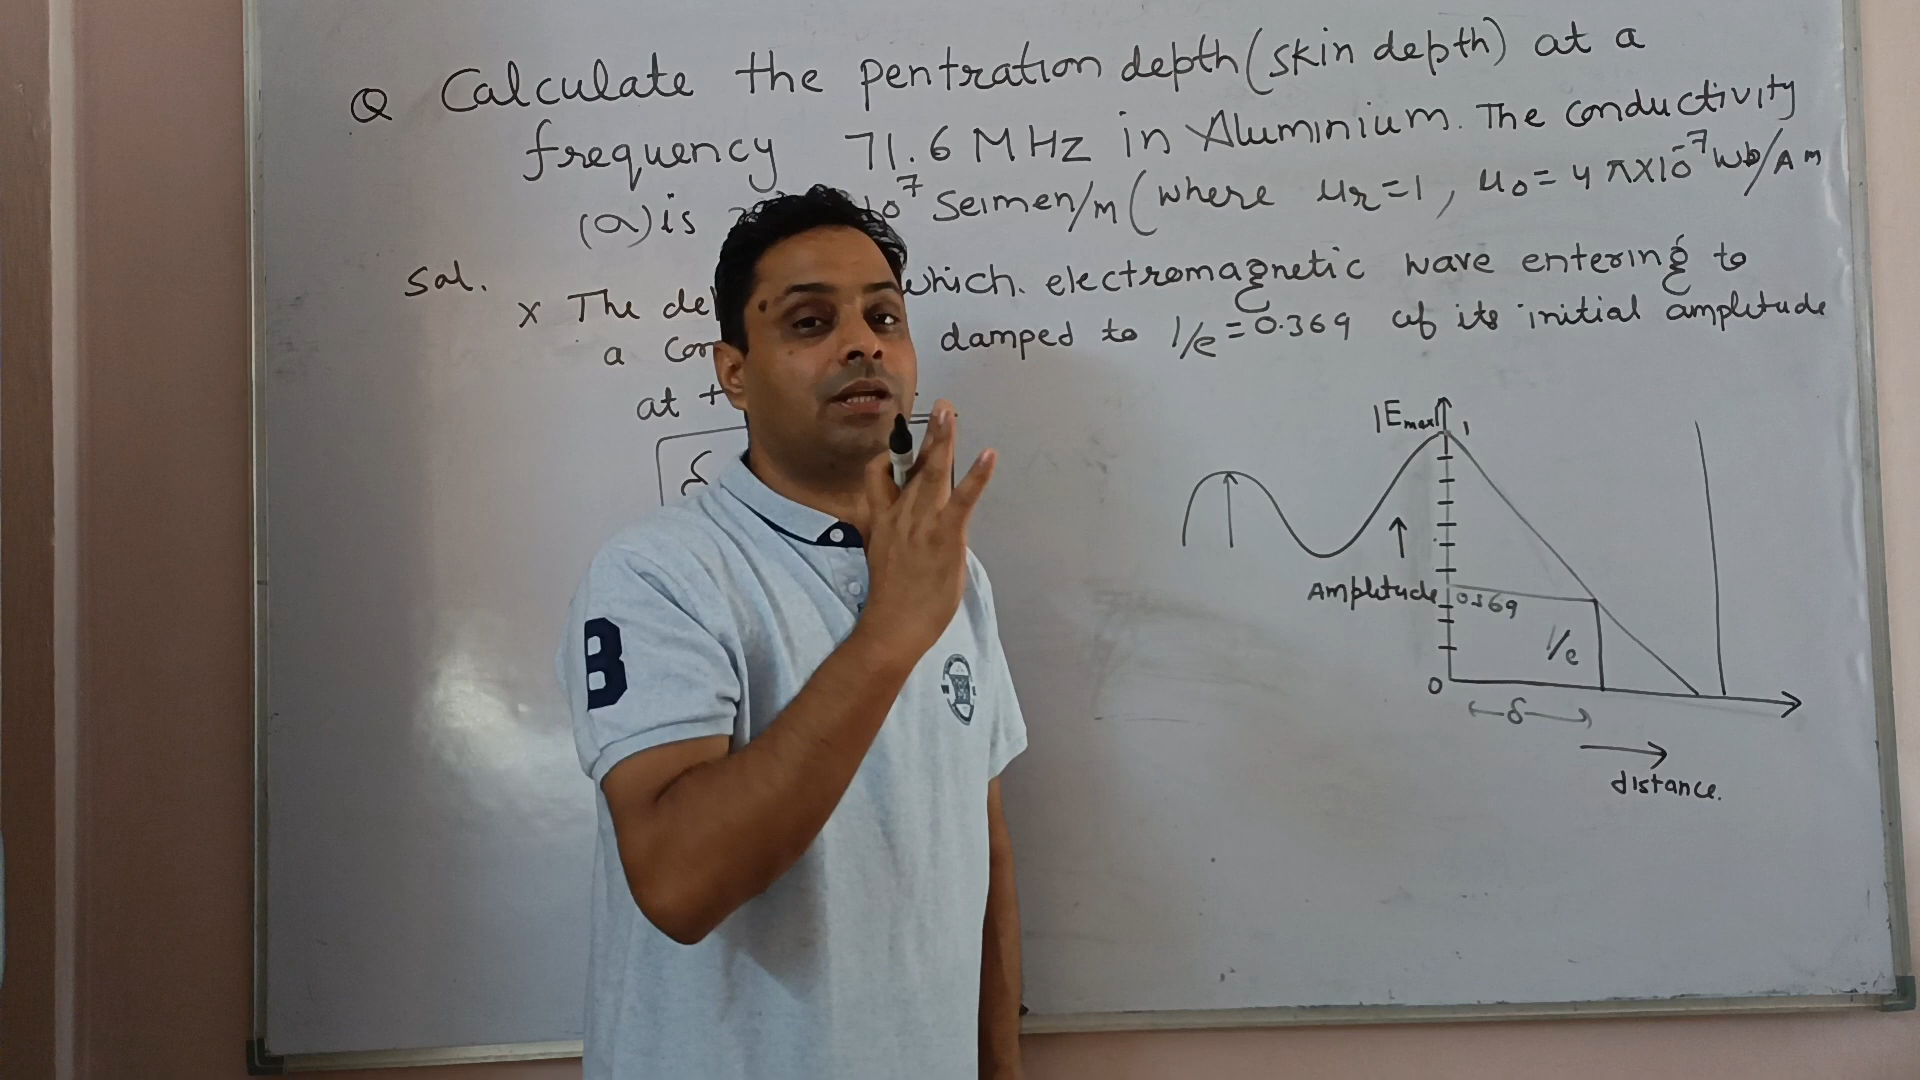 Q Calculate the pentration depth (skin depth) at a
frequency 71.6 MHz in Aluminium. The conductivity
(σ) is 10⁷ Seimen/m (where μr=1, μ0=4π×10⁻⁷ Wb/Am
Sol.
x The which electromagnetic wave entering to
a damped to 1/e=0.369 of its initial amplitude
at
δ
|Emax| 1
Amplitude 0.369
1/e
0
δ
distance.
B